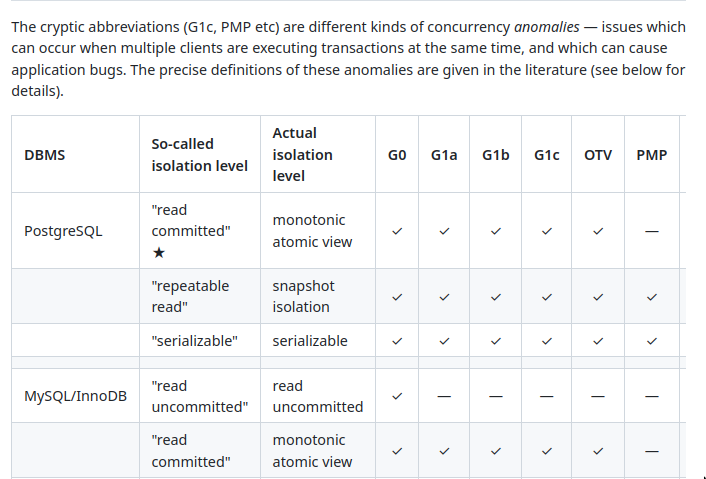 The cryptic abbreviations (G1c, PMP etc) are different kinds of concurrency anomalies — issues which
can occur when multiple clients are executing transactions at the same time, and which can cause
application bugs. The precise definitions of these anomalies are given in the literature (see below for
details).
DBMS So-called isolation level Actual isolation level G0 G1a G1b G1c OTV PMP
PostgreSQL "read committed" ★ monotonic atomic view ✓ ✓ ✓ ✓ ✓ —
"repeatable read" snapshot isolation ✓ ✓ ✓ ✓ ✓ ✓
"serializable" serializable ✓ ✓ ✓ ✓ ✓ ✓
MySQL/InnoDB "read uncommitted" read uncommitted ✓ — — — — —
"read committed" monotonic atomic view ✓ ✓ ✓ ✓ ✓ —